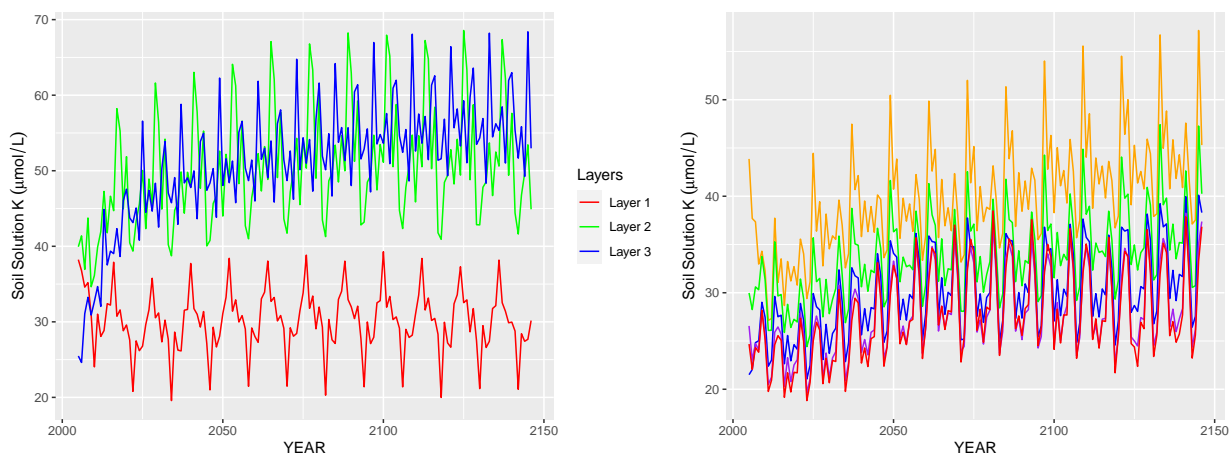 70
60
50
40
30
20
2000
2050
2100
2150
YEAR
Soil Solution K (μmol/ L)
Layers
Layer 1
Layer 2
Layer 3
50
40
30
20
2000
2050
2100
2150
YEAR
Soil Solution K (μmol/ L)